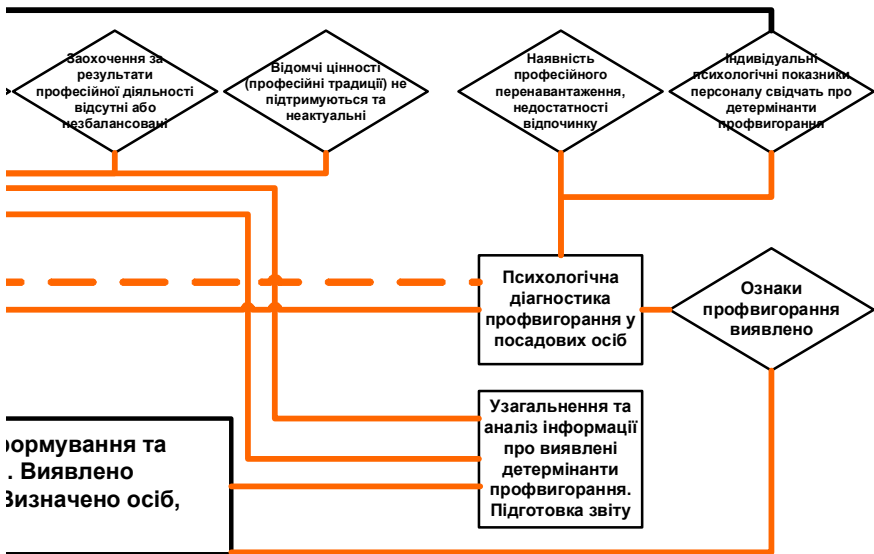 Заохочення за
результати
професійної діяльності
відсутні або
незбалансовані
Відомчі цінності
(професійні традиції) не
підтримуються та
неактуальні
Наявність
професійного
перенавантаження,
недостатності
відпочинку
Індивідуальні
психологічні показники
персоналу свідчать про
детермінанти
профвигорання
Психологічна
діагностика
профвигорання у
посадових осіб
Ознаки
профвигорання
виявлено
Узагальнення та
аналіз інформації
про виявлені
детермінанти
профвигорання.
Підготовка звіту
формування та
. Виявлено
Визначено осіб,